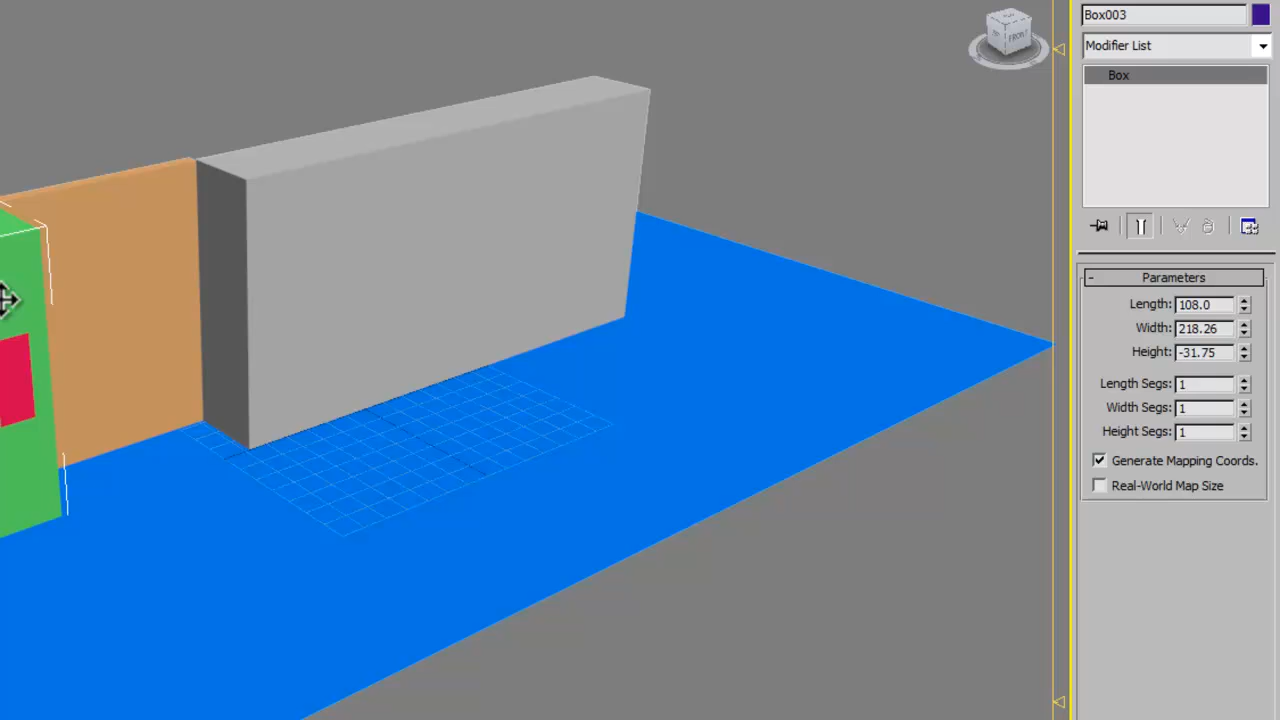 Box003
Modifier List
Box
FRONT
- Parameters
Length: 108.0
Width: 218.26
Height: -31.75
Length Segs: 1
Width Segs: 1
Height Segs: 1
Generate Mapping Coords.
Real-World Map Size